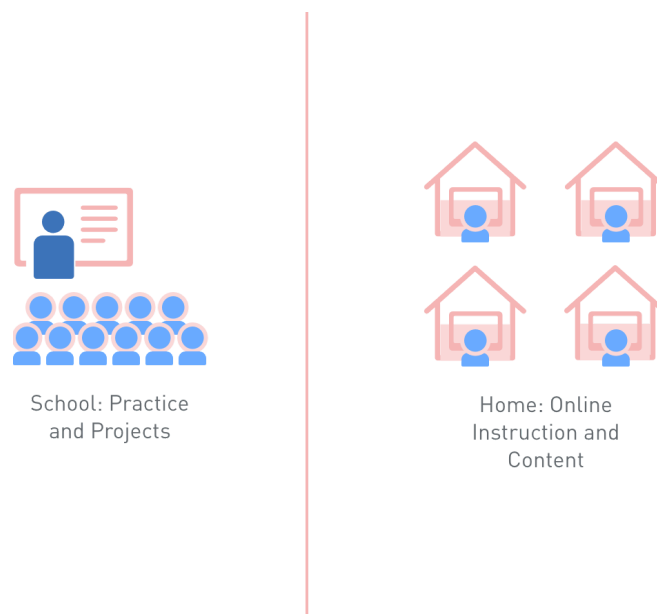 School: Practice
and Projects
Home: Online
Instruction and
Content